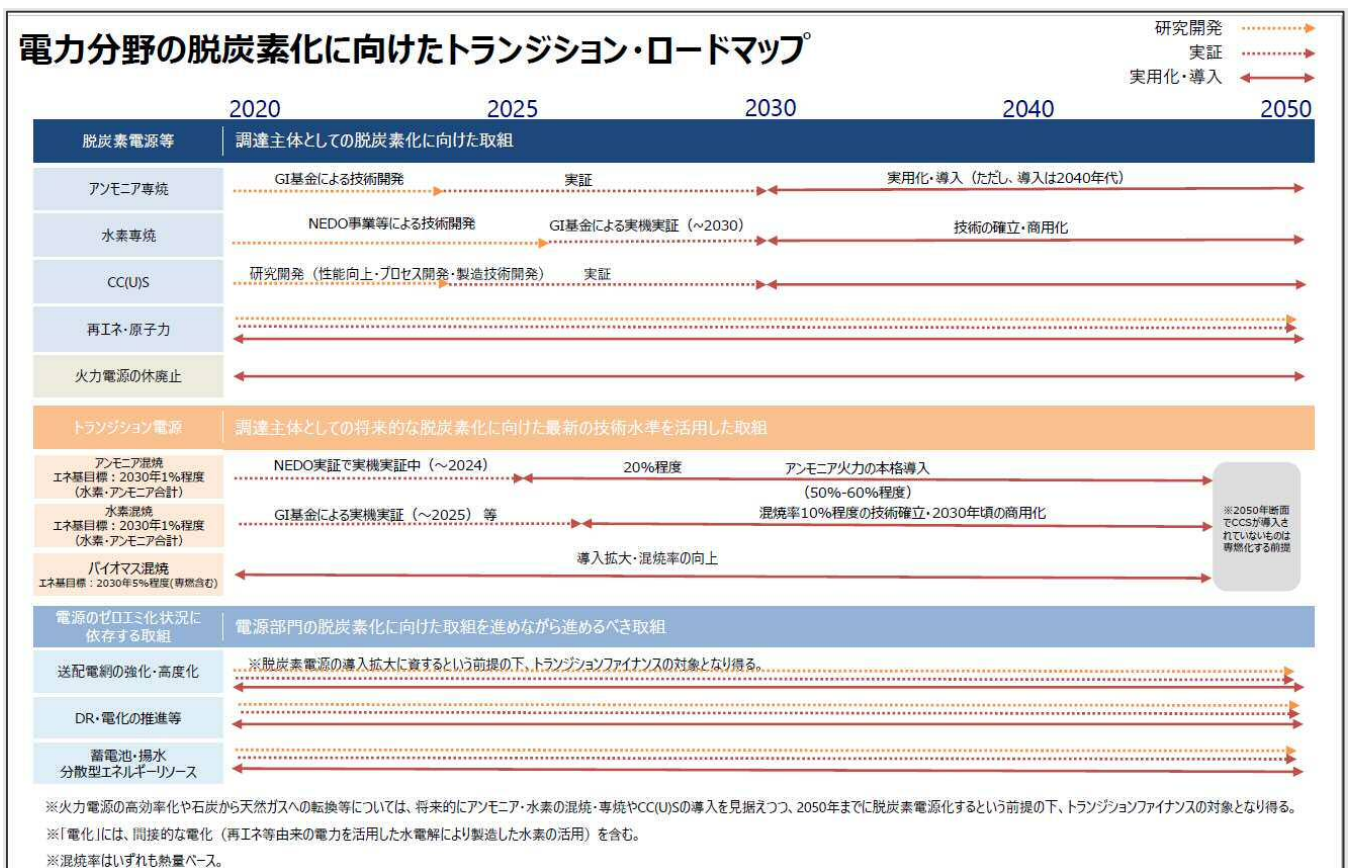 電力分野の脱炭素化に向けたトランジション・ロードマップ
研究開発
実証
実用化・導入
2020 2025 2030 2040 2050
脱炭素電源等 調達主体としての脱炭素化に向けた取組
アンモニア専焼 GI基金による技術開発 実証 実用化・導入（ただし、導入は2040年代）
水素専焼 NEDO事業等による技術開発 GI基金による実機実証（~2030） 技術の確立・商用化
CC(U)S 研究開発（性能向上・プロセス開発・製造技術開発） 実証
再エネ・原子力
火力電源の休廃止
トランジション電源 調達主体としての将来的な脱炭素化に向けた最新の技術水準を活用した取組
アンモニア混焼
エネ基目標：2030年1%程度
（水素・アンモニア合計）
NEDO実証で実機実証中（~2024） 20%程度 アンモニア火力の本格導入
（50%-60%程度）
水素混焼
エネ基目標：2030年1%程度
（水素・アンモニア合計）
GI基金による実機実証（~2025）等 混焼率10%程度の技術確立・2030年頃の商用化
バイオマス混焼
エネ基目標：2030年5%程度(専燃含む)
導入拡大・混焼率の向上
※2050年断面
でCCSが導入さ
れていないものは
専燃化する前提
電源のゼロエミ化状況に
依存する取組
電源部門の脱炭素化に向けた取組を進めながら進めるべき取組
送配電網の強化・高度化 ※脱炭素電源の導入拡大に資するという前提の下、トランジションファイナンスの対象となり得る。
DR・電化の推進等
蓄電池・揚水
分散型エネルギーリソース
※火力電源の高効率化や石炭から天然ガスへの転換等については、将来的にアンモニア・水素の混焼・専焼やCC(U)Sの導入を見据えつつ、2050年までに脱炭素電源化するという前提の下、トランジションファイナンスの対象となり得る。
※「電化」には、間接的な電化（再エネ等由来の電力を活用した水電解により製造した水素の活用）を含む。
※混焼率はいずれも熱量ベース。